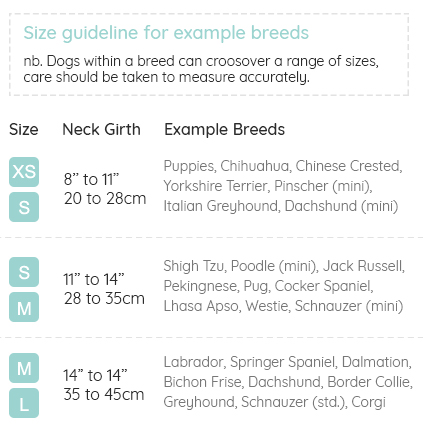 Size guideline for example breeds
nb. Dogs within a breed can croosover a range of sizes,
care should be taken to measure accurately.
Size Neck Girth Example Breeds
XS
S
8” to 11”
20 to 28cm
Puppies, Chihuahua, Chinese Crested,
Yorkshire Terrier, Pinscher (mini),
Italian Greyhound, Dachshund (mini)
S
M
11” to 14”
28 to 35cm
Shigh Tzu, Poodle (mini), Jack Russell,
Pekingnese, Pug, Cocker Spaniel,
Lhasa Apso, Westie, Schnauzer (mini)
M
L
14” to 14”
35 to 45cm
Labrador, Springer Spaniel, Dalmation,
Bichon Frise, Dachshund, Border Collie,
Greyhound, Schnauzer (std.), Corgi